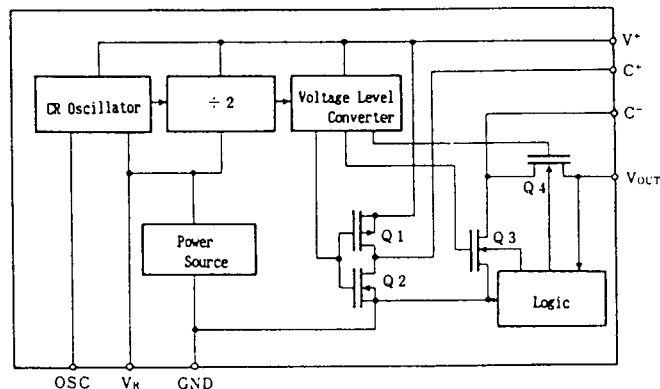 V⁺
C⁺
CR Oscillator
÷ 2
Voltage Level
Converter
C⁻
Q 4
VOUT
Q 1
Q 3
Power
Source
Q 2
Logic
OSC
VR
GND